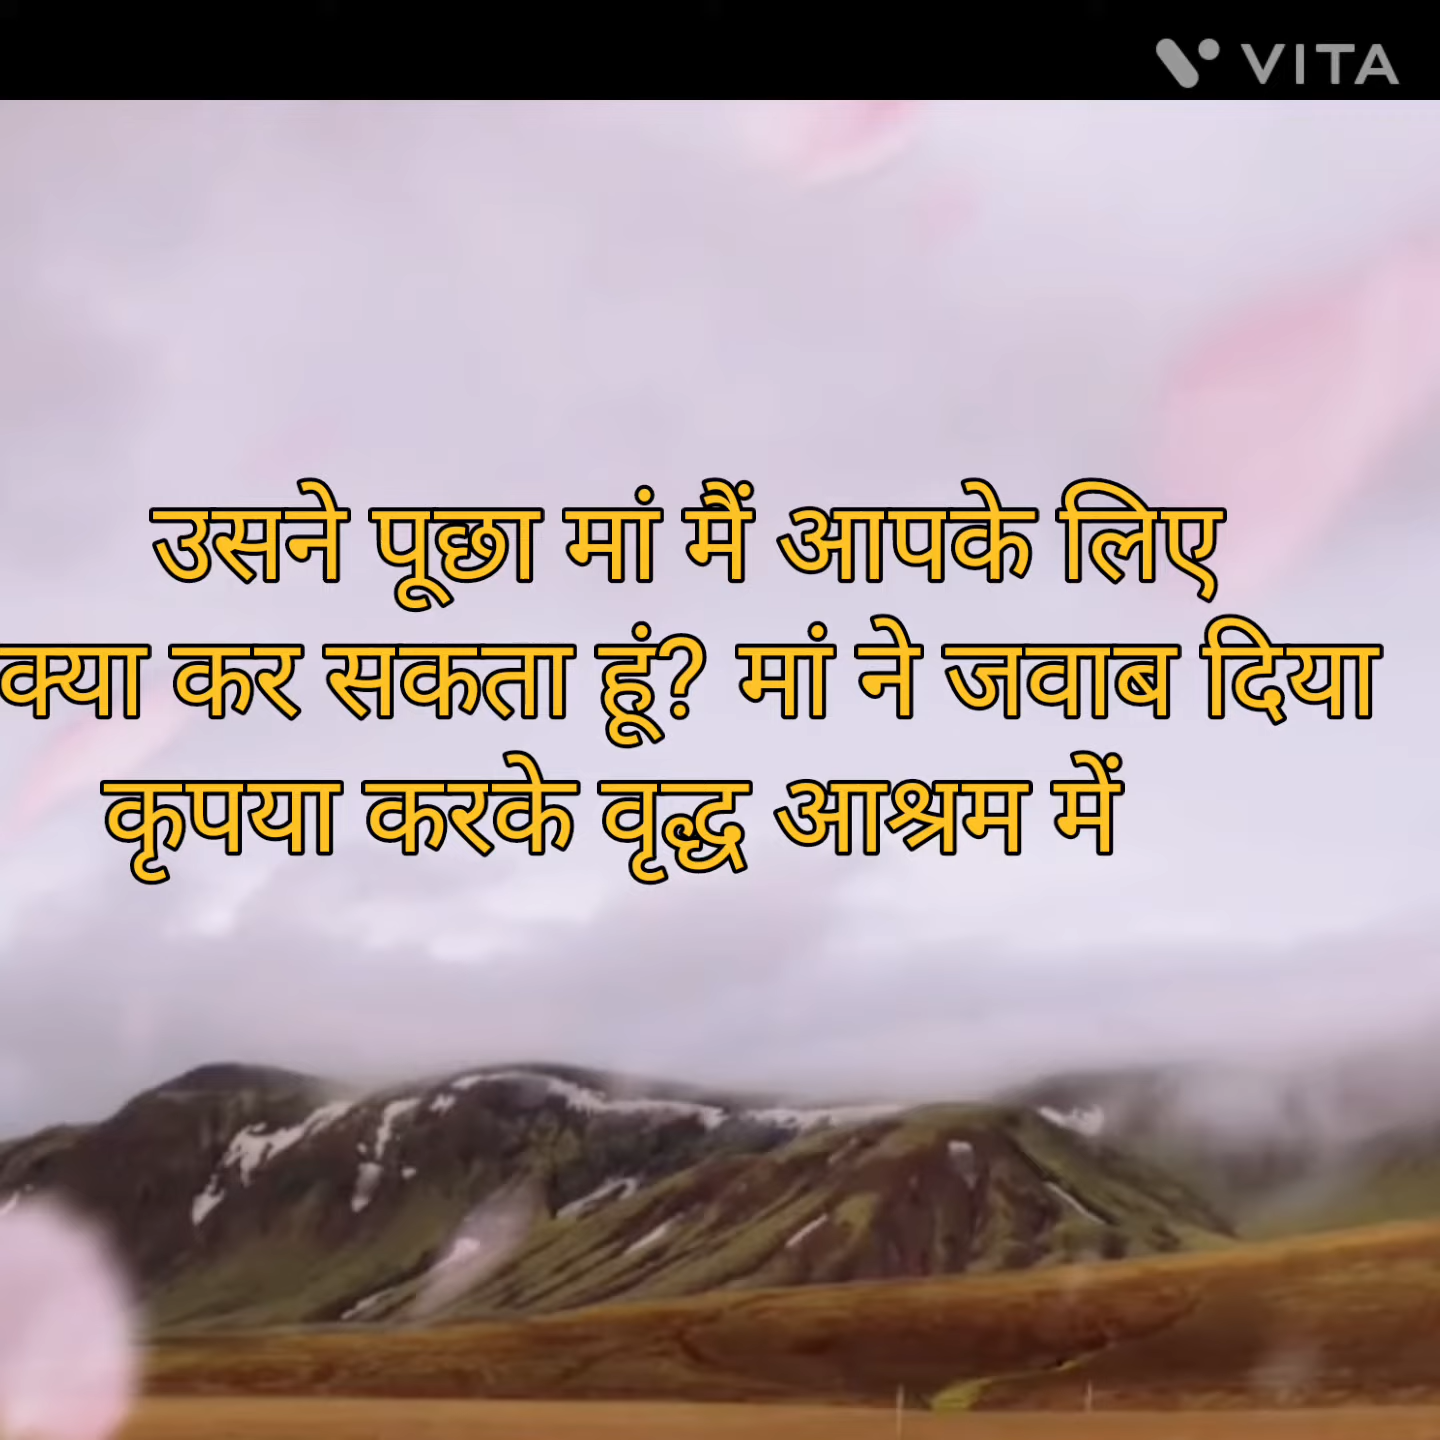 VITA
उसने पूछा मां मैं आपके लिए
क्या कर सकता हूं? मां ने जवाब दिया
कृपया करके वृद्ध आश्रम में